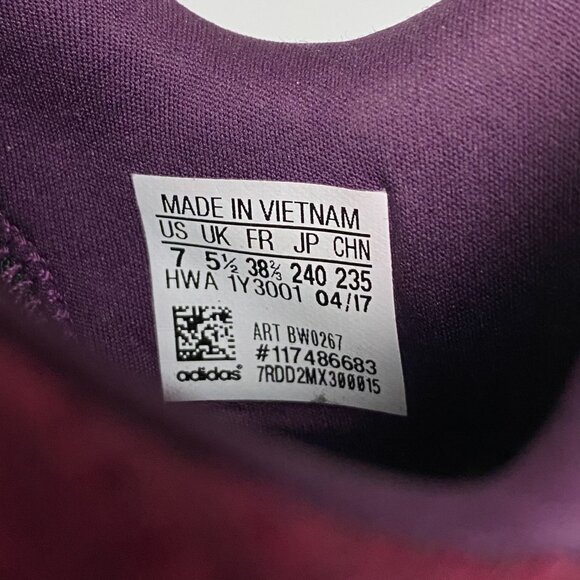 MADE IN VIETNAM
US UK FR JP CHN
7 5½ 38⅔ 240 235
HWA 1Y3001 04/17
ART BW0267
#117486683
adidas® 7RDD2MX300015